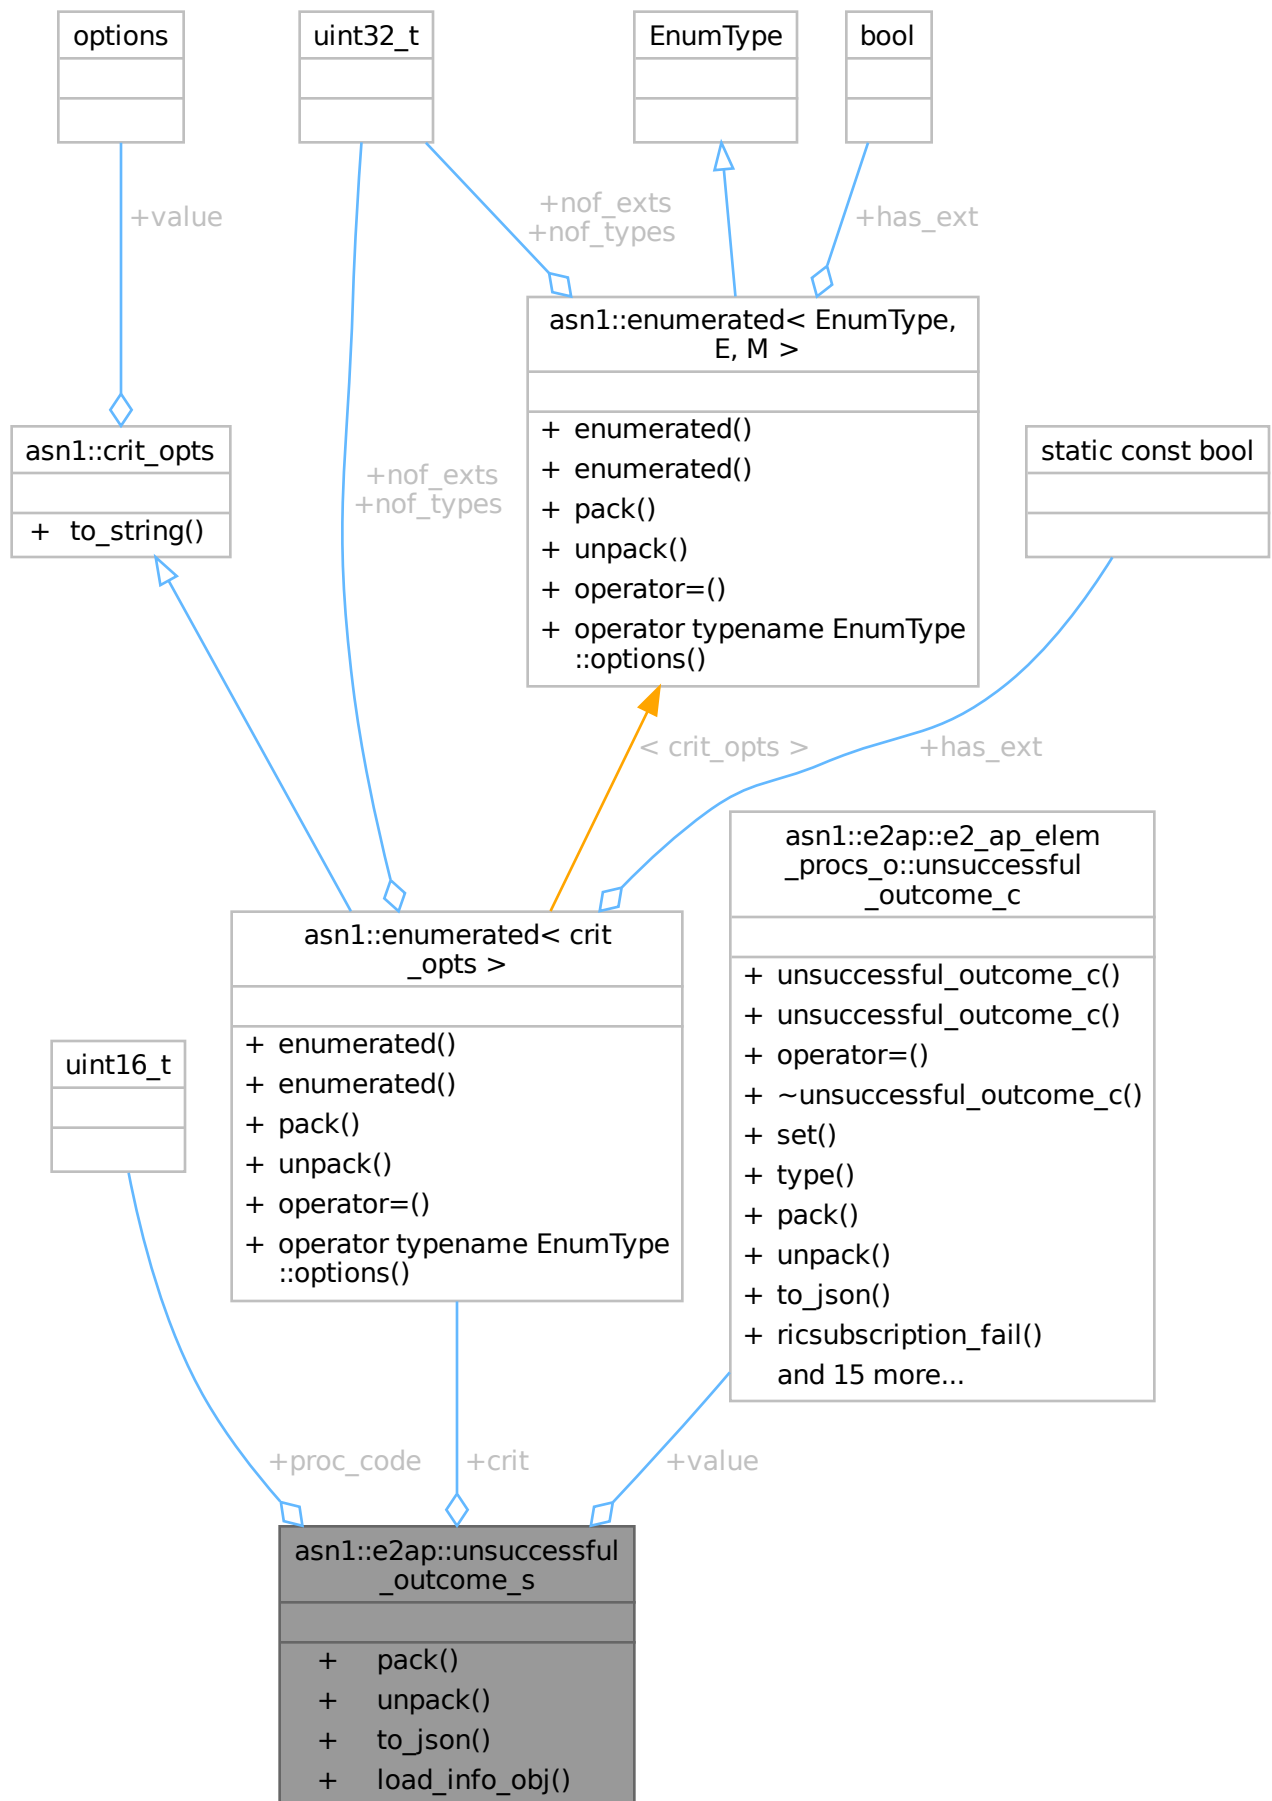 options
uint32_t
EnumType
bool
+value
+nof_exts
+nof_types
+has_ext
asn1::enumerated< EnumType,
E, M >
+ enumerated()
+ enumerated()
+ pack()
+ unpack()
+ operator=()
+ operator typename EnumType
::options()
asn1::crit_opts
+ to_string()
+nof_exts
+nof_types
static const bool
< crit_opts >
+has_ext
asn1::e2ap::e2_ap_elem
_procs_o::unsuccessful
_outcome_c
+ unsuccessful_outcome_c()
+ unsuccessful_outcome_c()
+ operator=()
+ ~unsuccessful_outcome_c()
+ set()
+ type()
+ pack()
+ unpack()
+ to_json()
+ ricsubscription_fail()
and 15 more...
asn1::enumerated< crit
_opts >
+ enumerated()
+ enumerated()
+ pack()
+ unpack()
+ operator=()
+ operator typename EnumType
::options()
uint16_t
+proc_code
+crit
+value
asn1::e2ap::unsuccessful
_outcome_s
+ pack()
+ unpack()
+ to_json()
+ load_info_obj()